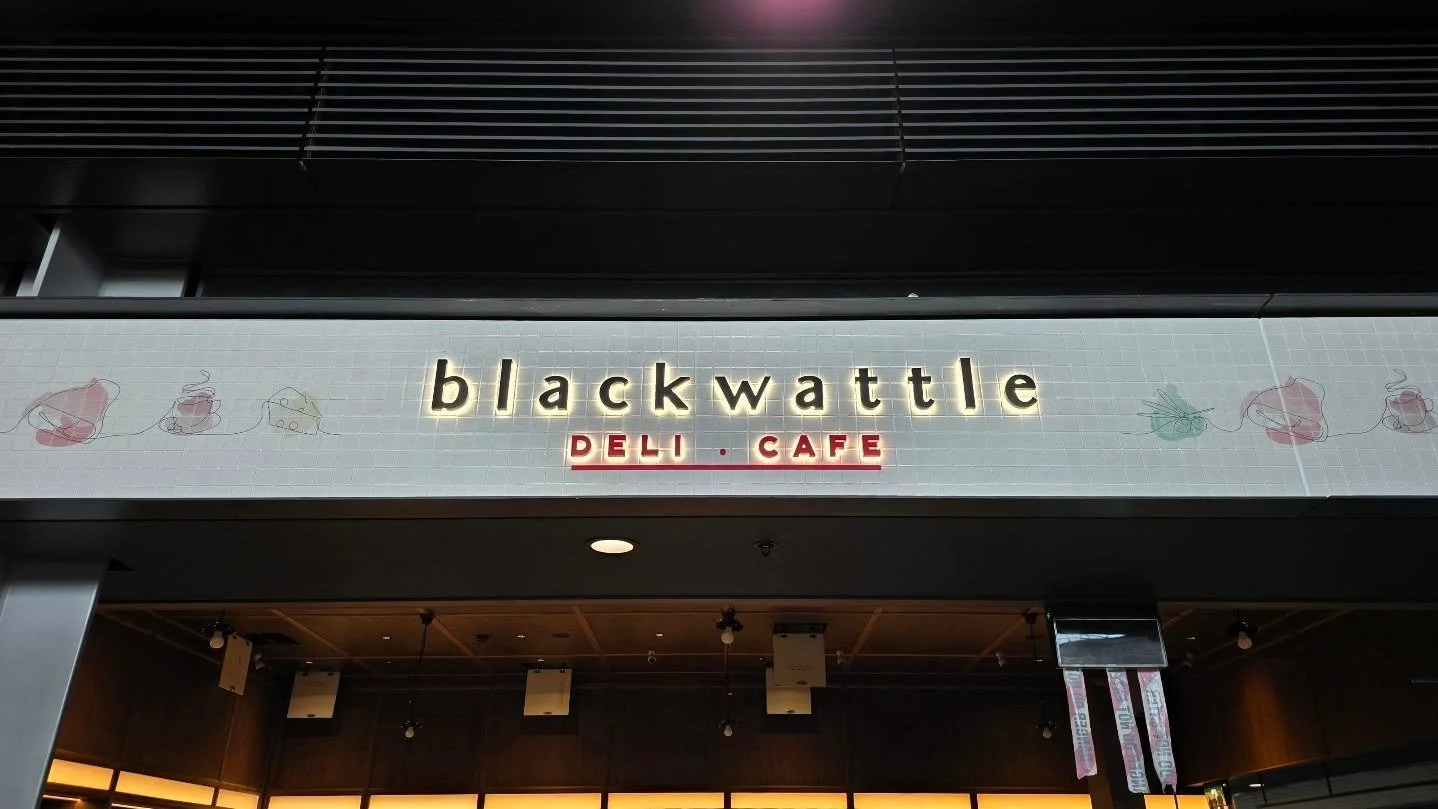 blackwattle
DELI . CAFE